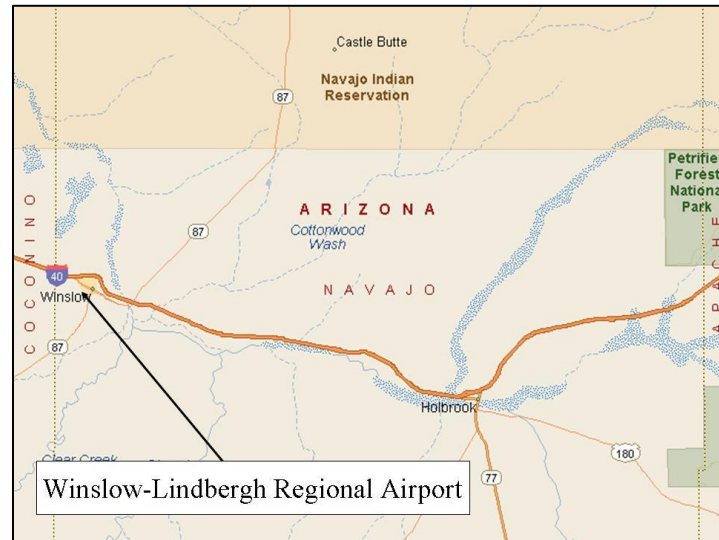 Castle Butte
Navajo Indian
Reservation
87
Petrified
Forest
National
Park
ARIZONA
Cottonwood
Wash
87
NAVAJO
COCONINO
APACHE
40
Winslow
87
Holbrook
180
77
Clear Creek
Winslow-Lindbergh Regional Airport